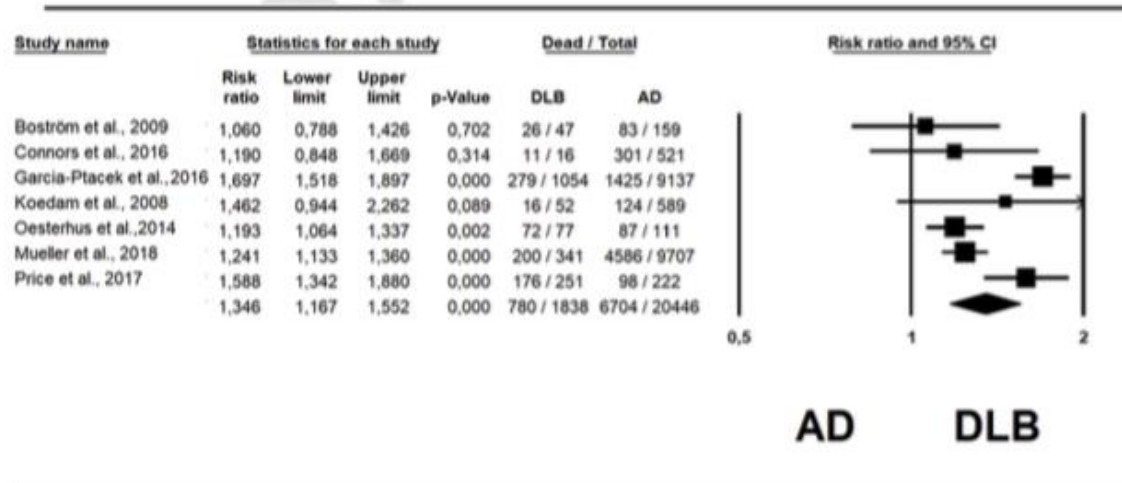 Study name Statistics for each study Dead / Total Risk ratio and 95% CI
Risk ratio Lower limit Upper limit p-Value DLB AD
Boström et al., 2009 1,060 0,788 1,426 0,702 26 / 47 83 / 159
Connors et al., 2016 1,190 0,848 1,669 0,314 11 / 16 301 / 521
Garcia-Ptacek et al.,2016 1,697 1,518 1,897 0,000 279 / 1054 1425 / 9137
Koedam et al., 2008 1,462 0,944 2,262 0,089 16 / 52 124 / 589
Oesterhus et al.,2014 1,193 1,064 1,337 0,002 72 / 77 87 / 111
Mueller et al., 2018 1,241 1,133 1,360 0,000 200 / 341 4586 / 9707
Price et al., 2017 1,588 1,342 1,880 0,000 176 / 251 98 / 222
1,346 1,167 1,552 0,000 780 / 1838 6704 / 20446
0,5 1 2
AD DLB